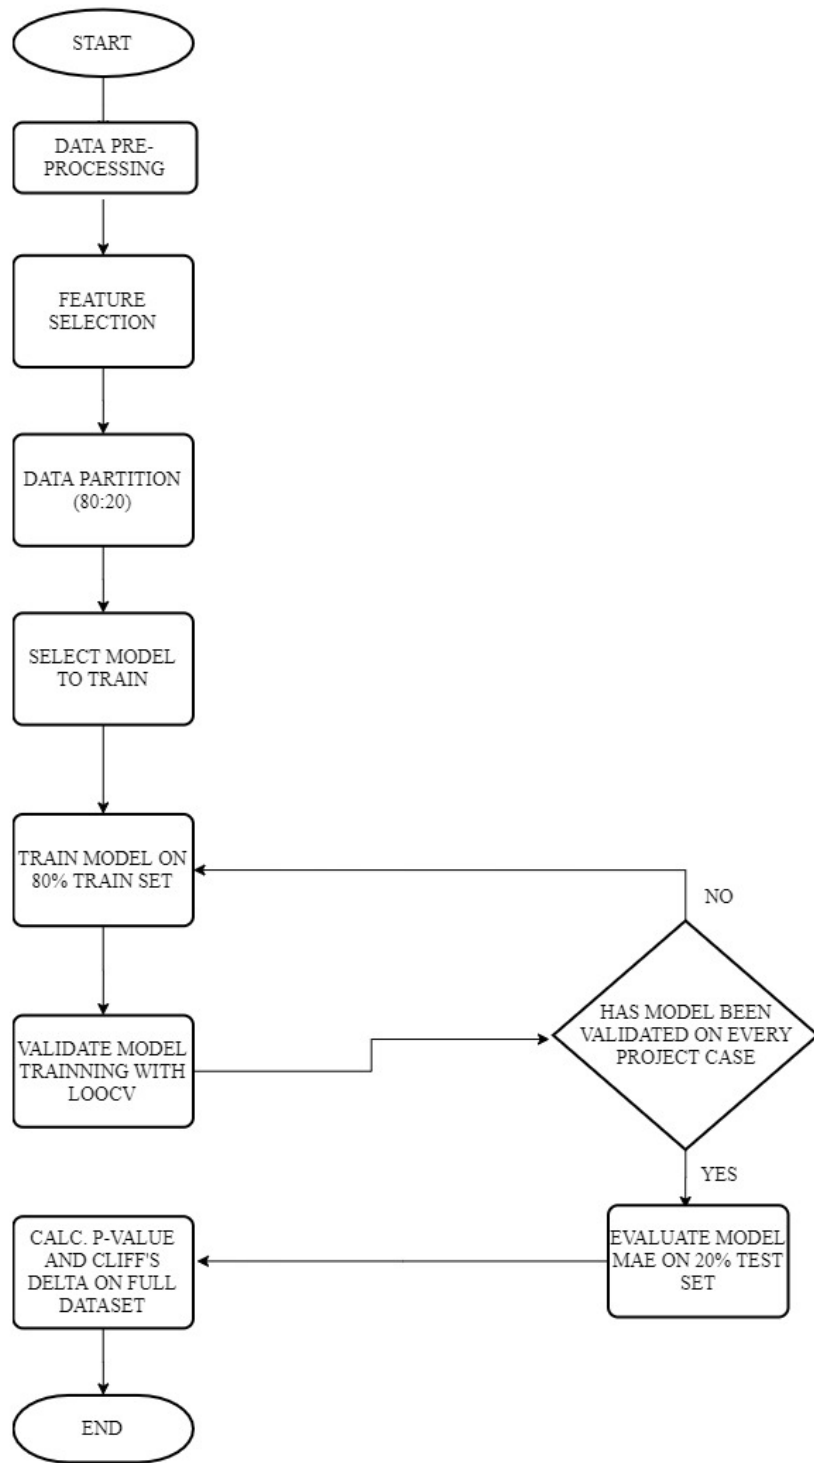 START
DATA PRE-
PROCESSING
FEATURE
SELECTION
DATA PARTITION
(80:20)
SELECT MODEL
TO TRAIN
TRAIN MODEL ON
80% TRAIN SET
NO
HAS MODEL BEEN
VALIDATED ON EVERY
PROJECT CASE
VALIDATE MODEL
TRAINNING WITH
LOOCV
YES
EVALUATE MODEL
MAE ON 20% TEST
SET
CALC. P-VALUE
AND CLIFF'S
DELTA ON FULL
DATASET
END